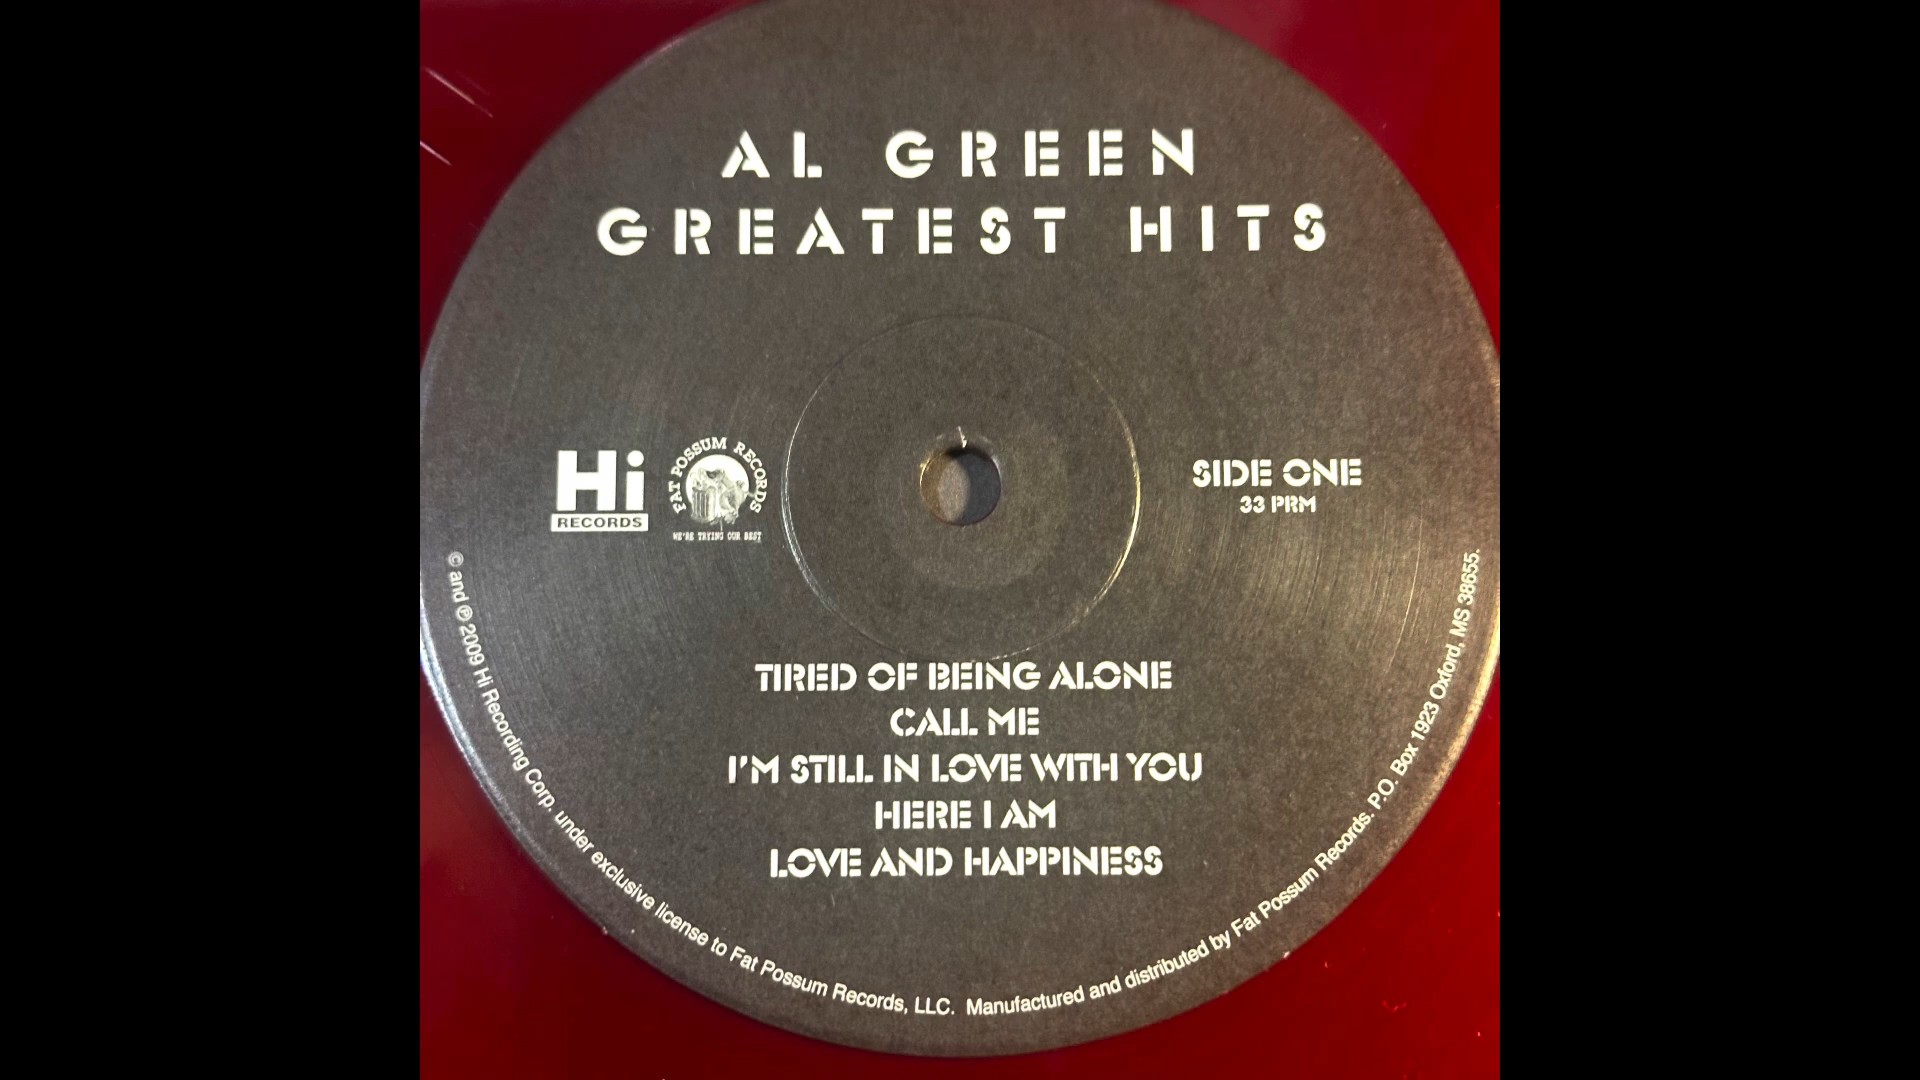 AL GREEN
GREATEST HITS
Hi
RECORDS
FAT POSSUM RECORDS
WE'RE TRYING OUR BEST
SIDE ONE
33 PRM
TIRED OF BEING ALONE
CALL ME
I'M STILL IN LOVE WITH YOU
HERE I AM
LOVE AND HAPPINESS
© and ℗ 2009 Hi Recording Corp. under exclusive license to Fat Possum Records, LLC. Manufactured and distributed by Fat Possum Records. P.O. Box 1923 Oxford, MS 38655.